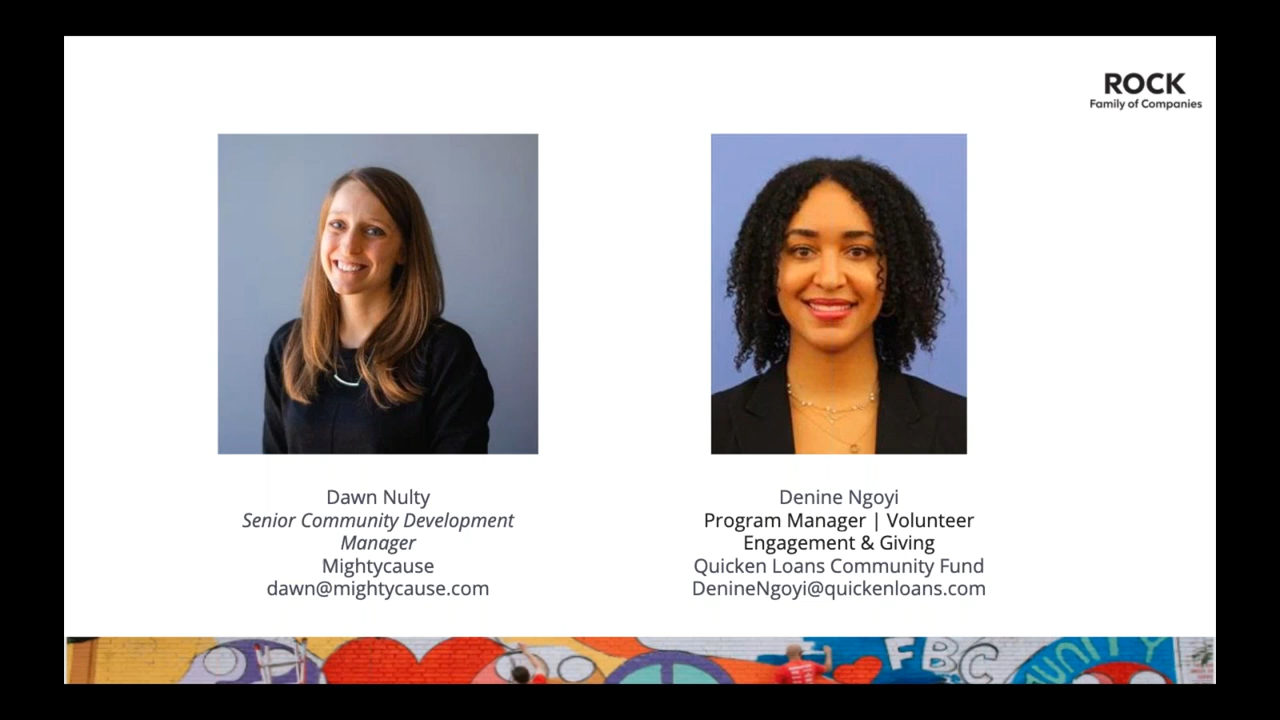 ROCK
Family of Companies
Dawn Nulty
Senior Community Development
Manager
Mightycause
dawn@mightycause.com
Denine Ngoyi
Program Manager | Volunteer
Engagement & Giving
Quicken Loans Community Fund
DenineNgoyi@quickenloans.com
FBC
MUNITY